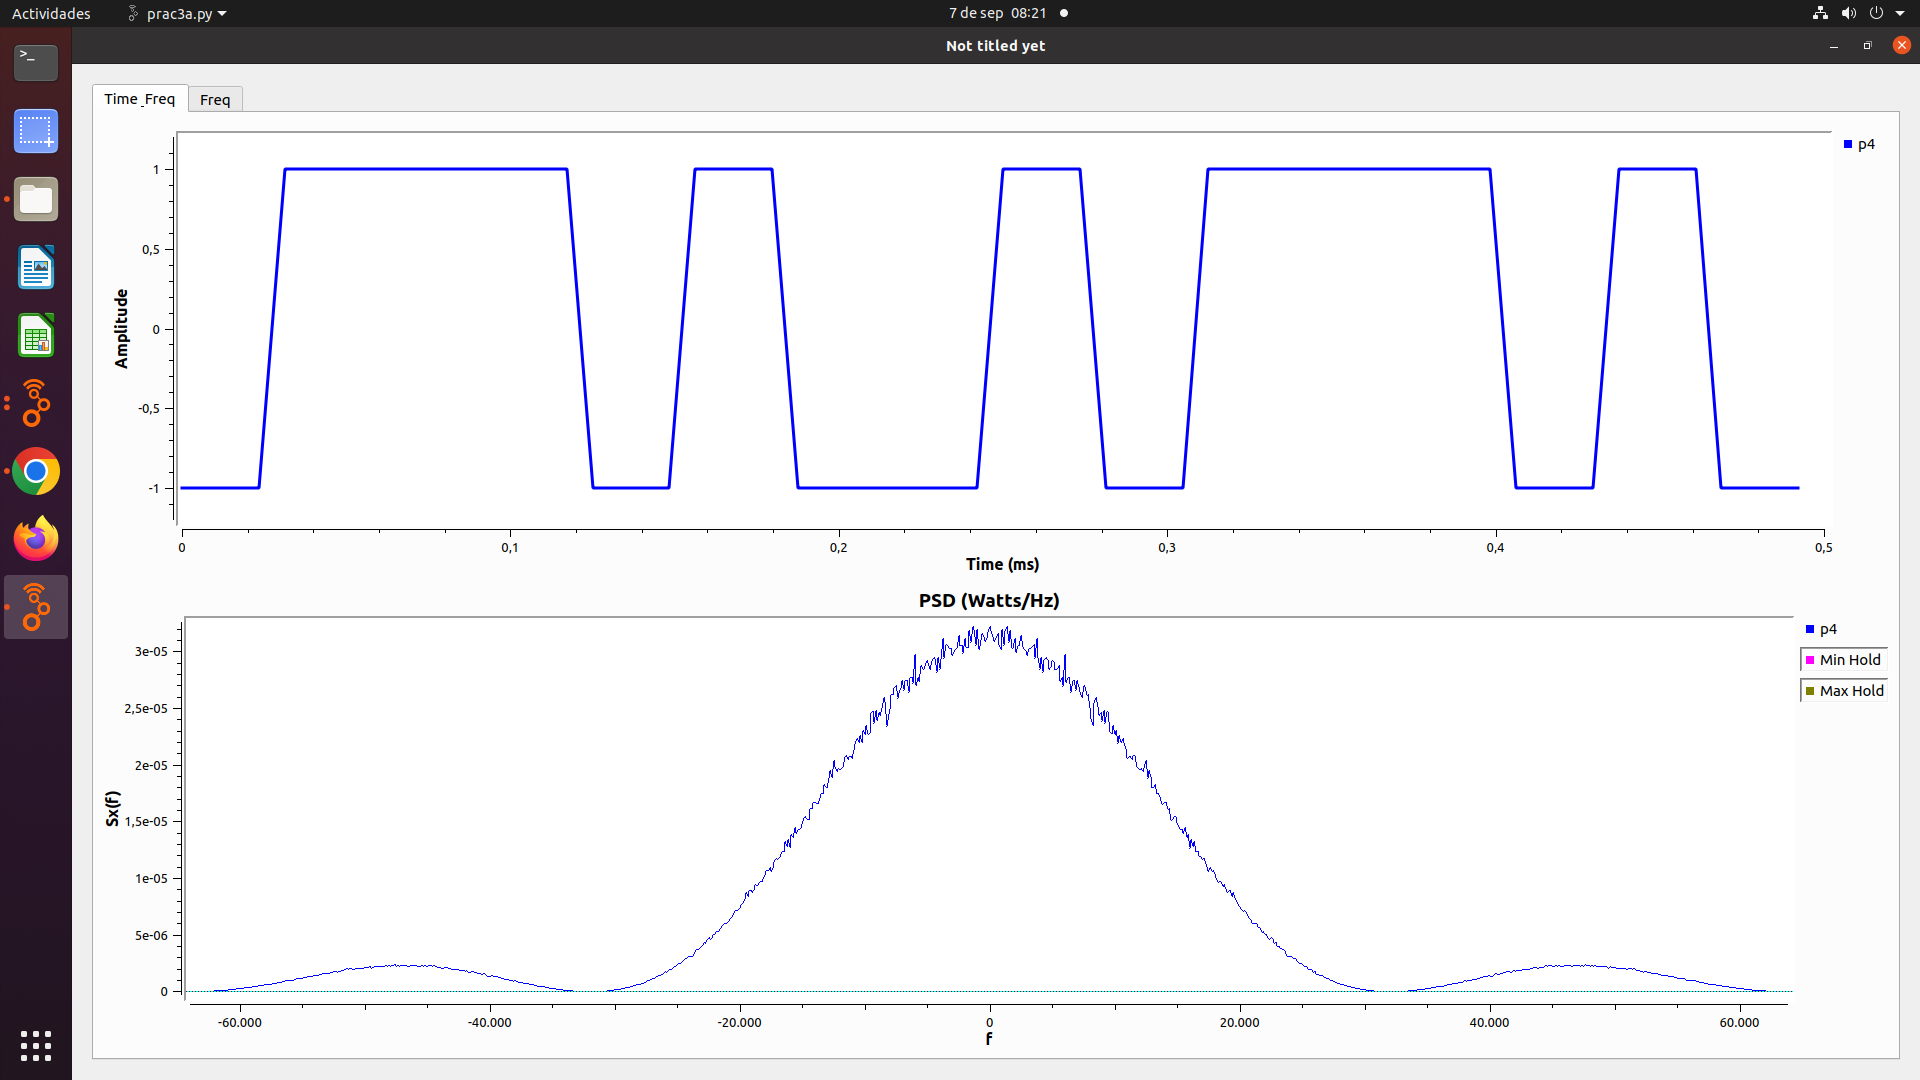 Actividades prac3a.py 7 de sep 08:21
Not titled yet
Time_Freq Freq
p4
1
0,5
0
-0,5
-1
Amplitude
0 0,1 0,2 0,3 0,4 0,5
Time (ms)
PSD (Watts/Hz)
p4
Min Hold
Max Hold
3e-05
2,5e-05
2e-05
1,5e-05
1e-05
5e-06
0
Sx(f)
-60.000 -40.000 -20.000 0 20.000 40.000 60.000
f